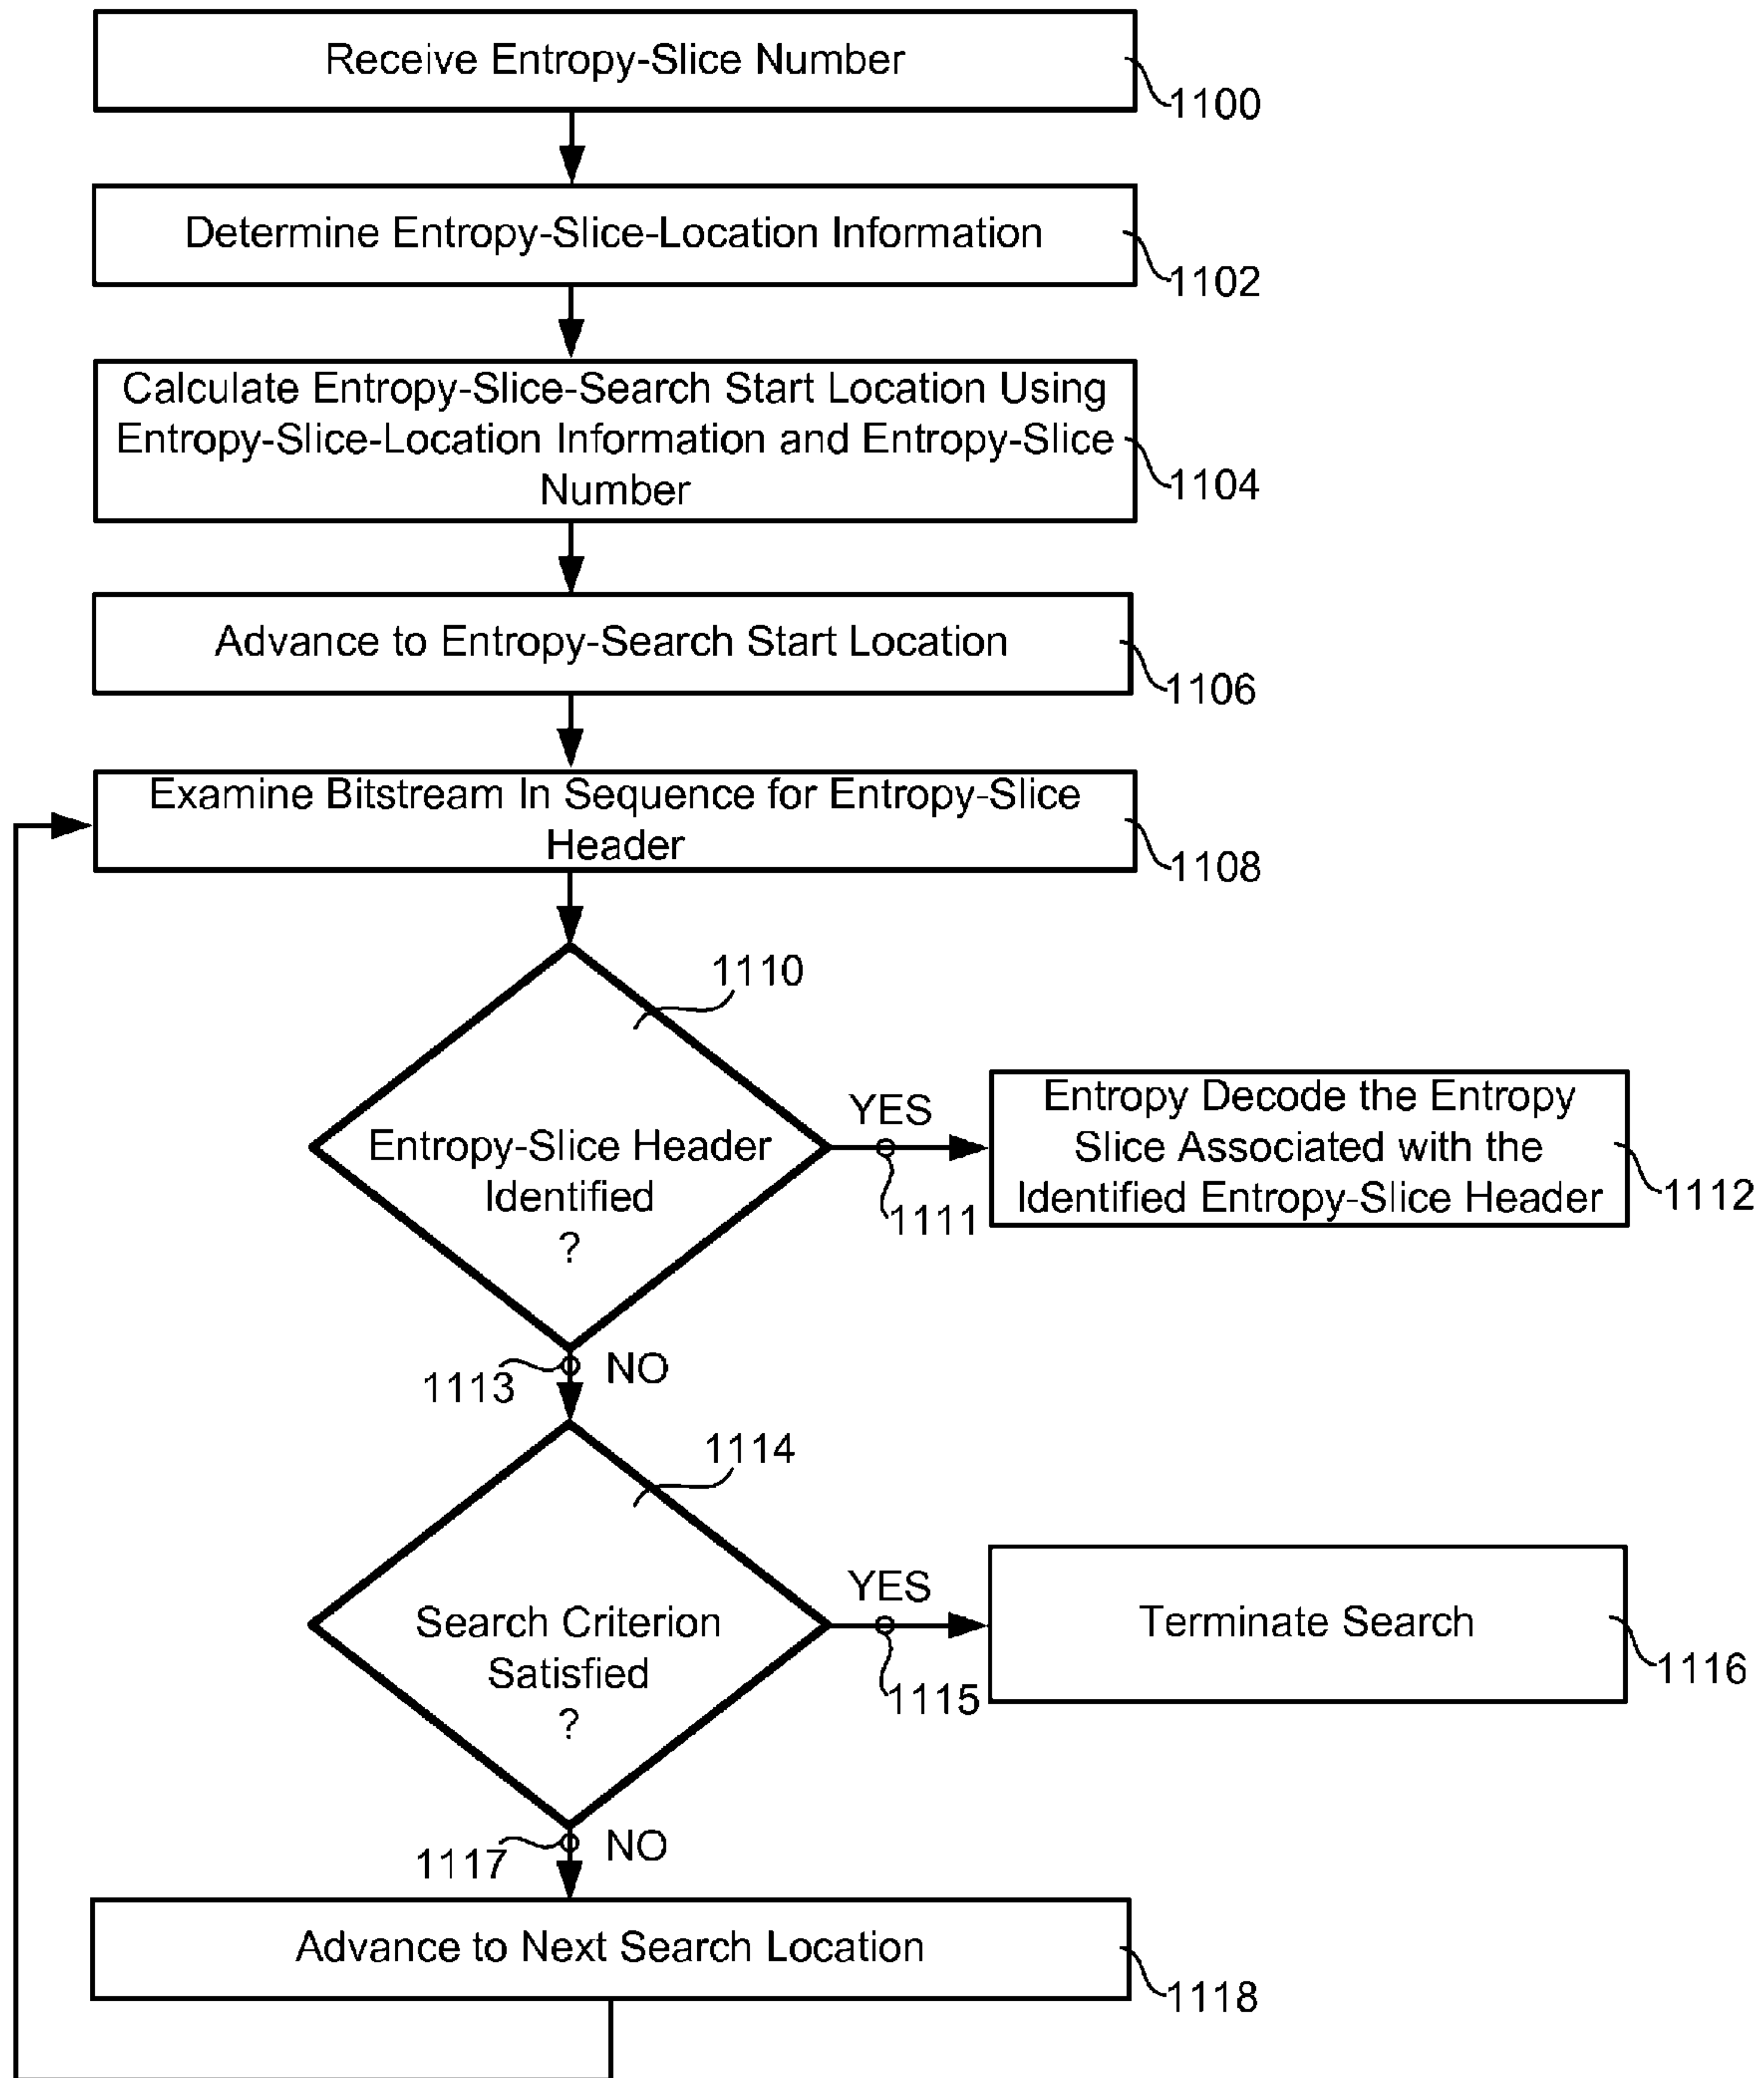 Receive Entropy-Slice Number
1100
Determine Entropy-Slice-Location Information
1102
Calculate Entropy-Slice-Search Start Location Using
Entropy-Slice-Location Information and Entropy-Slice
Number
1104
Advance to Entropy-Search Start Location
1106
Examine Bitstream In Sequence for Entropy-Slice
Header
1108
1110
Entropy-Slice Header
Identified
?
YES
1111
Entropy Decode the Entropy
Slice Associated with the
Identified Entropy-Slice Header
1112
1113
NO
1114
Search Criterion
Satisfied
?
YES
1115
Terminate Search
1116
1117
NO
Advance to Next Search Location
1118